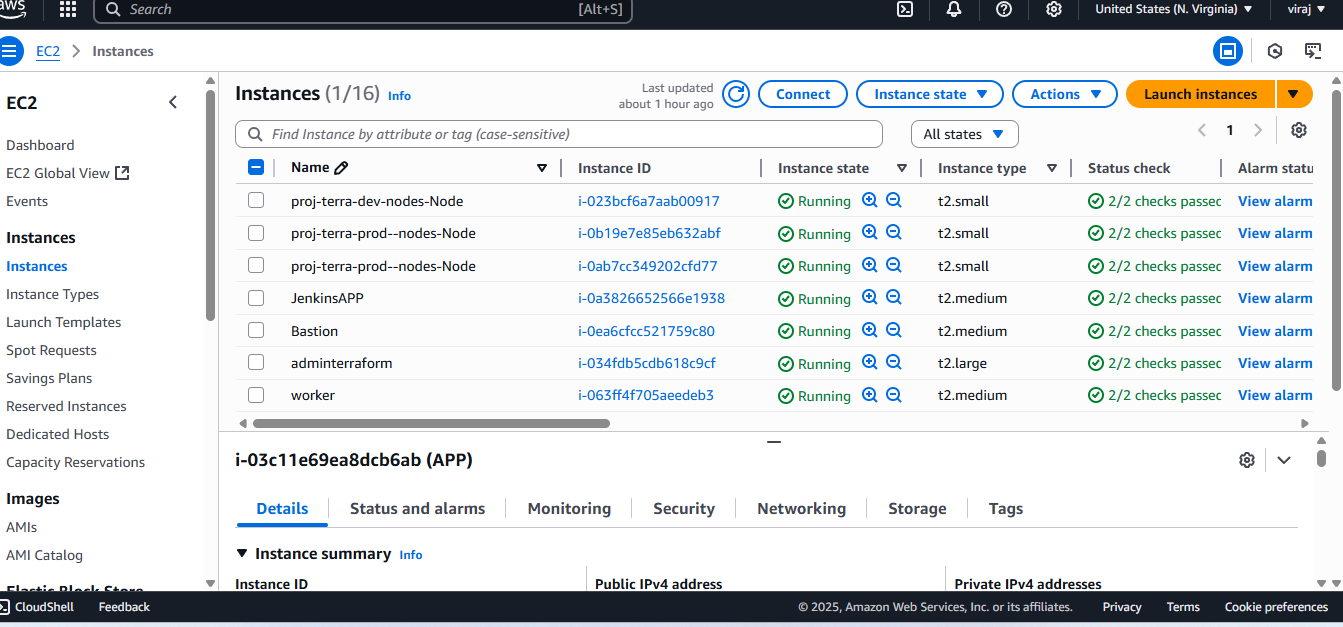 aws
Search [Alt+S] United States (N. Virginia) viraj
EC2 Instances
EC2
Dashboard
EC2 Global View
Events
Instances
Instances
Instance Types
Launch Templates
Spot Requests
Savings Plans
Reserved Instances
Dedicated Hosts
Capacity Reservations
Images
AMIs
AMI Catalog
Elastic Block Store
Instances (1/16) Info
Last updated
about 1 hour ago
Connect Instance state Actions Launch instances
Find Instance by attribute or tag (case-sensitive) All states 1
Name Instance ID Instance state Instance type Status check Alarm statu
proj-terra-dev-nodes-Node i-023bcf6a7aab00917 Running t2.small 2/2 checks passec View alarm
proj-terra-prod--nodes-Node i-0b19e7e85eb632abf Running t2.small 2/2 checks passec View alarm
proj-terra-prod--nodes-Node i-0ab7cc349202cfd77 Running t2.small 2/2 checks passec View alarm
JenkinsAPP i-0a3826652566e1938 Running t2.medium 2/2 checks passec View alarm
Bastion i-0ea6cfcc521759c80 Running t2.medium 2/2 checks passec View alarm
adminterraform i-034fdb5cdb618c9cf Running t2.large 2/2 checks passec View alarm
worker i-063ff4f705aeedeb3 Running t2.medium 2/2 checks passec View alarm
i-03c11e69ea8dcb6ab (APP)
Details Status and alarms Monitoring Security Networking Storage Tags
Instance summary Info
Instance ID Public IPv4 address Private IPv4 addresses
CloudShell Feedback © 2025, Amazon Web Services, Inc. or its affiliates. Privacy Terms Cookie preferences